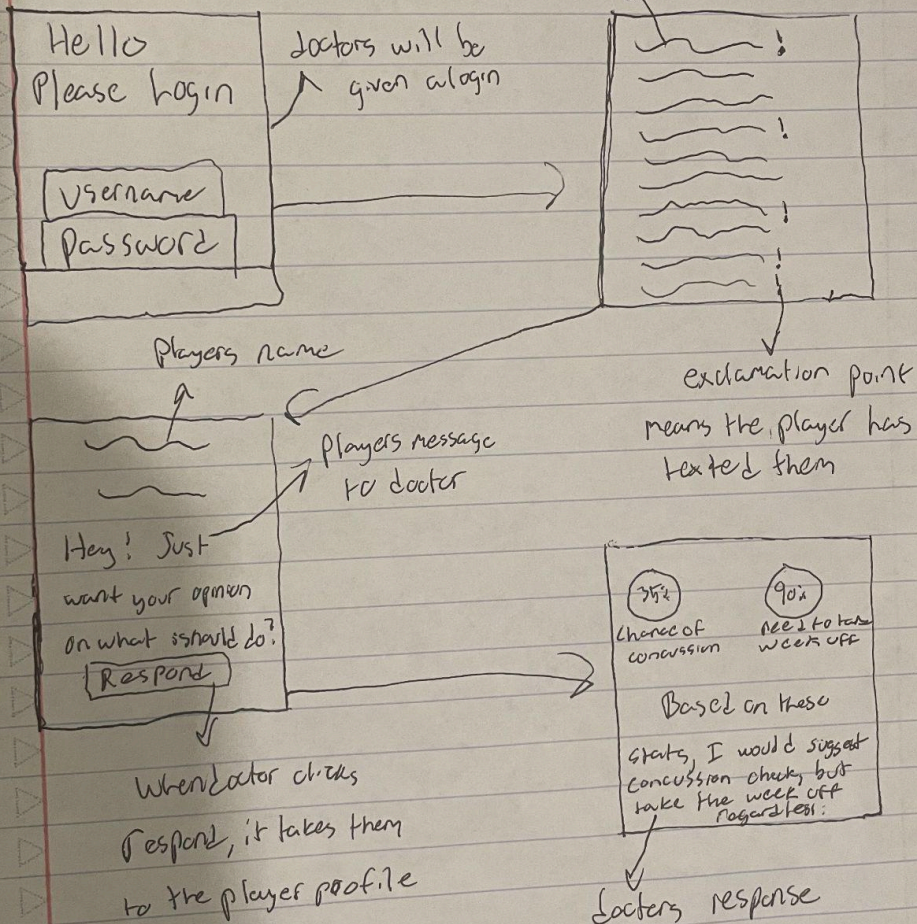 Hello
Please Login
Username
Password
doctors will be
given a login
!
!
!
!
!
exclamation point
means the player has
texted them
Players name
Hey! Just
want your opinion
on what ishould do?
Respond
Players message
to doctor
When doctor clicks
respond, it takes them
to the player profile
35%
Chance of
concussion
90%
need to take
week off
Based on these
stats, I would suggest
concussion check, but
take the week off
regardless.
doctors response